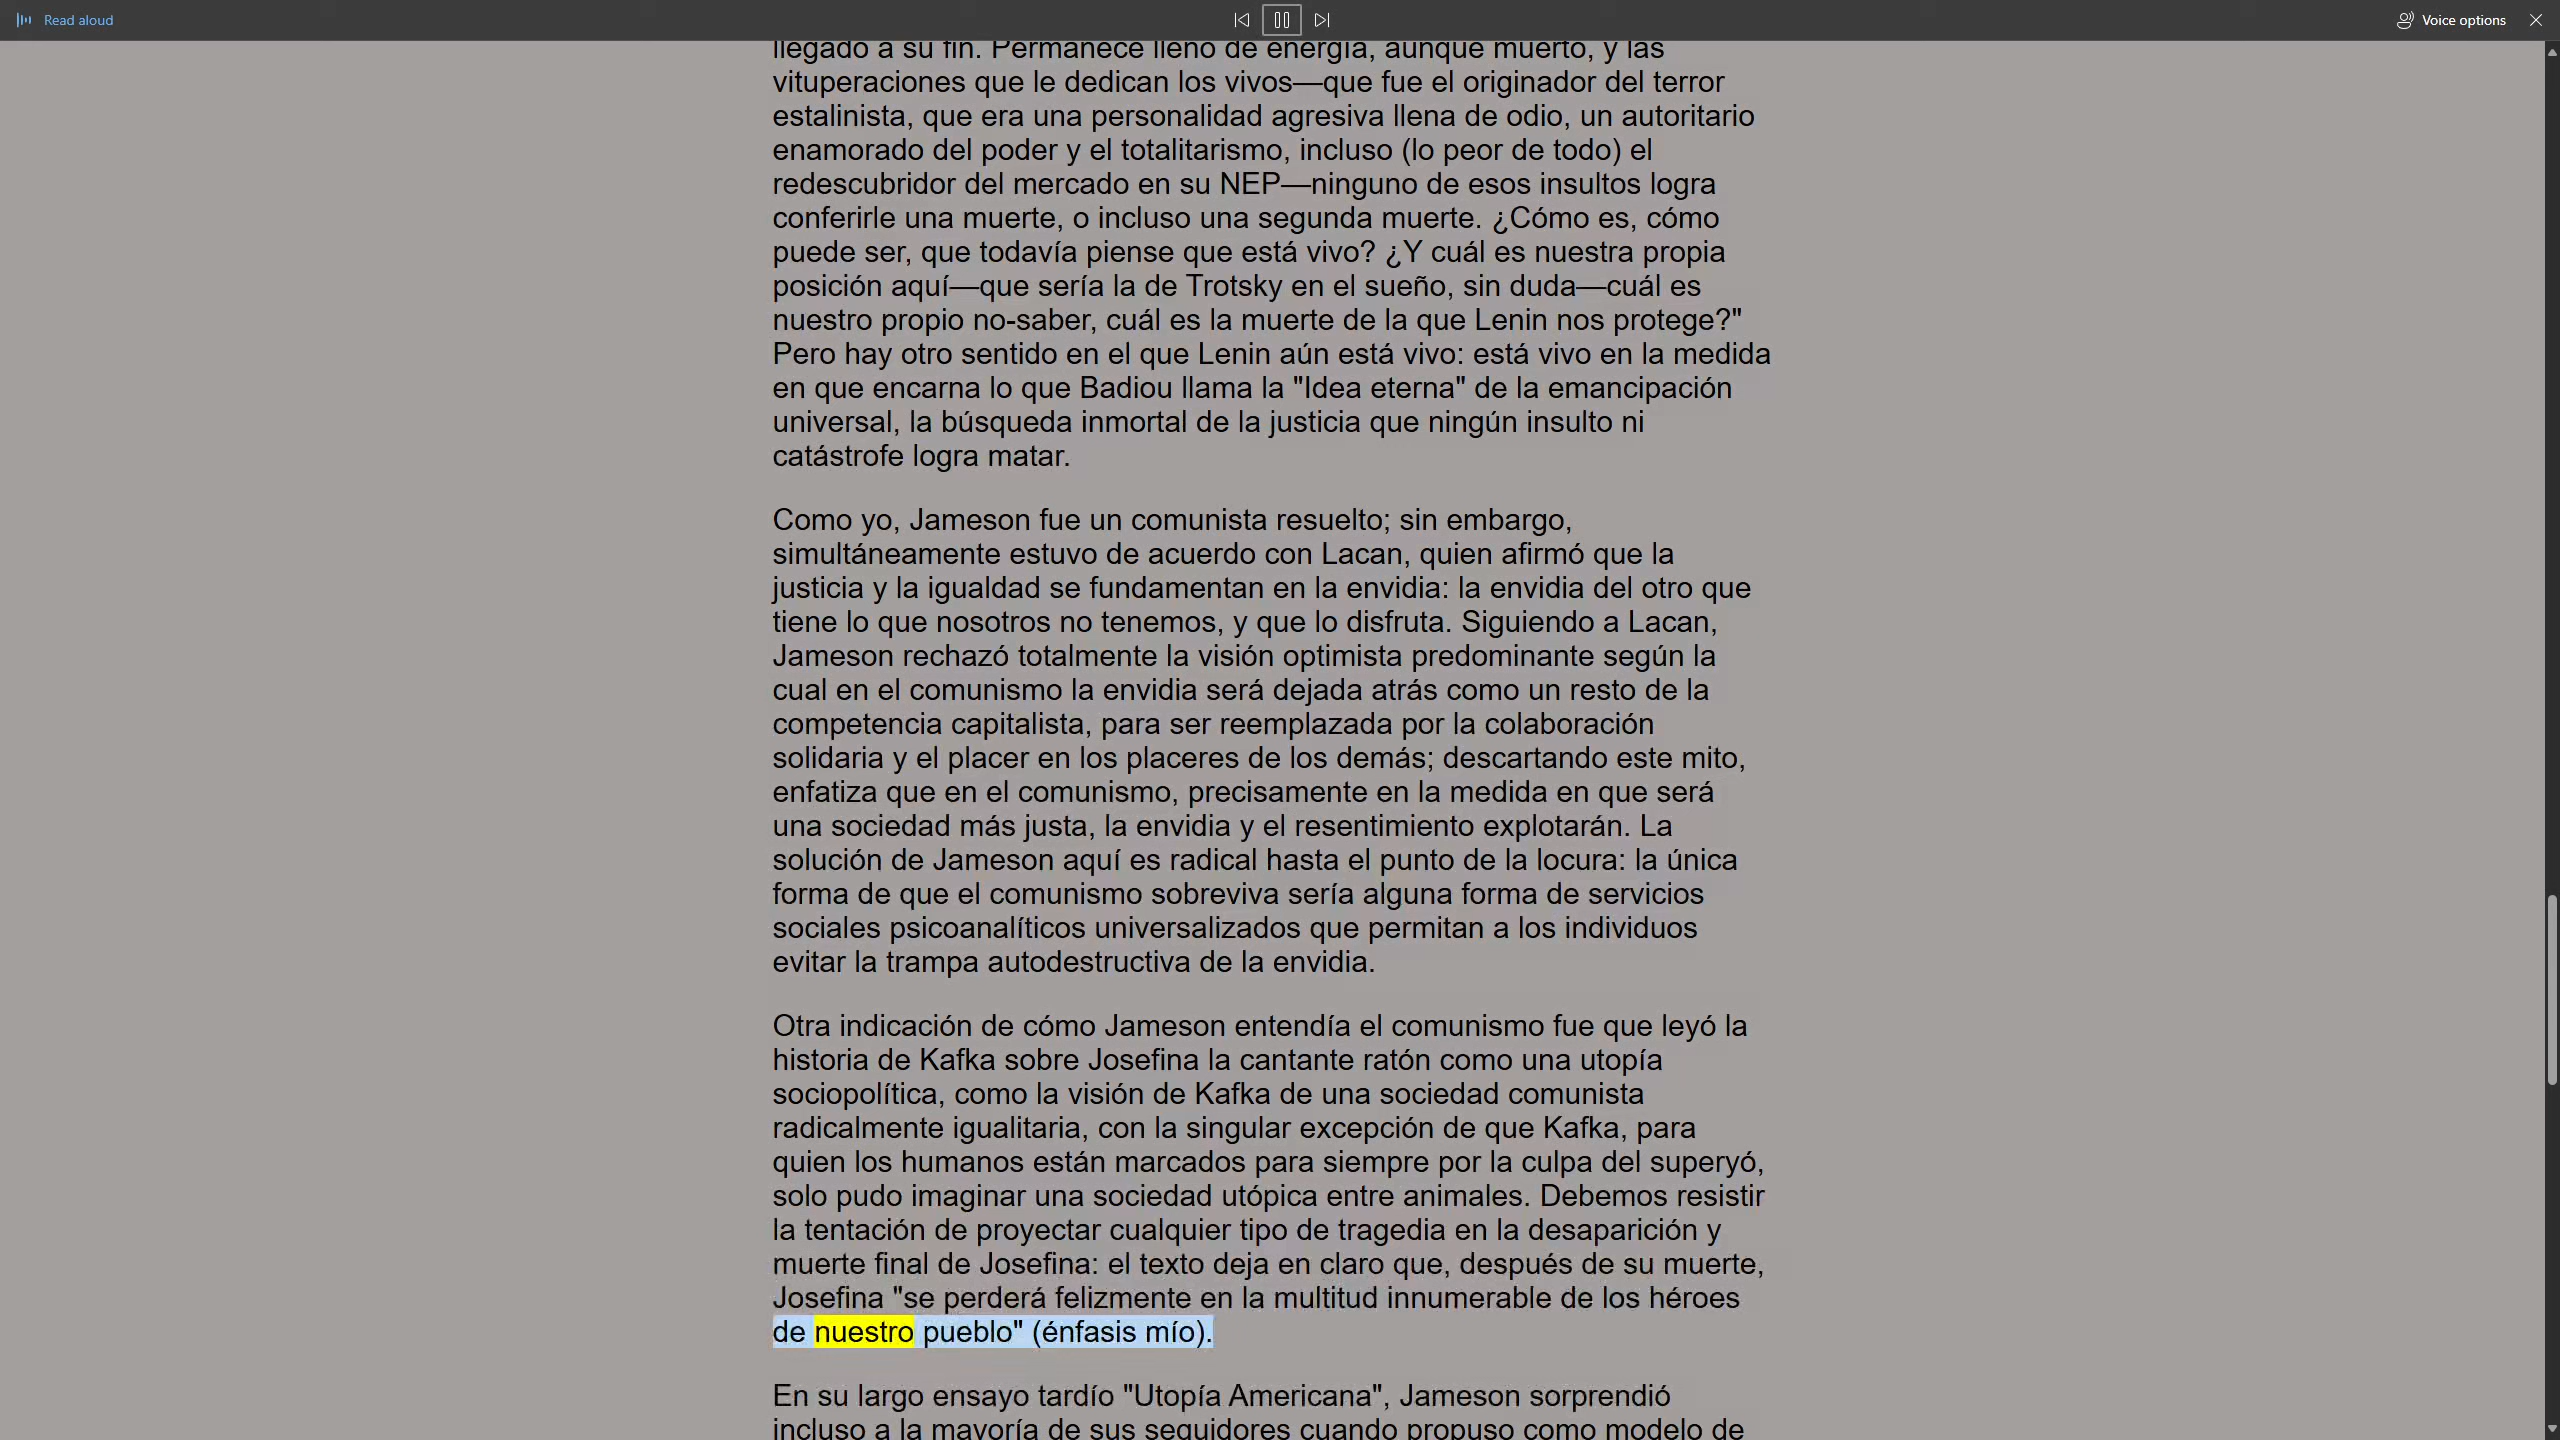 Read aloud
Voice options
llegado a su fin. Permanece lleno de energía, aunque muerto, y las
vituperaciones que le dedican los vivos—que fue el originador del terror
estalinista, que era una personalidad agresiva llena de odio, un autoritario
enamorado del poder y el totalitarismo, incluso (lo peor de todo) el
redescubridor del mercado en su NEP—ninguno de esos insultos logra
conferirle una muerte, o incluso una segunda muerte. ¿Cómo es, cómo
puede ser, que todavía piense que está vivo? ¿Y cuál es nuestra propia
posición aquí—que sería la de Trotsky en el sueño, sin duda—cuál es
nuestro propio no-saber, cuál es la muerte de la que Lenin nos protege?"
Pero hay otro sentido en el que Lenin aún está vivo: está vivo en la medida
en que encarna lo que Badiou llama la "Idea eterna" de la emancipación
universal, la búsqueda inmortal de la justicia que ningún insulto ni
catástrofe logra matar.
Como yo, Jameson fue un comunista resuelto; sin embargo,
simultáneamente estuvo de acuerdo con Lacan, quien afirmó que la
justicia y la igualdad se fundamentan en la envidia: la envidia del otro que
tiene lo que nosotros no tenemos, y que lo disfruta. Siguiendo a Lacan,
Jameson rechazó totalmente la visión optimista predominante según la
cual en el comunismo la envidia será dejada atrás como un resto de la
competencia capitalista, para ser reemplazada por la colaboración
solidaria y el placer en los placeres de los demás; descartando este mito,
enfatiza que en el comunismo, precisamente en la medida en que será
una sociedad más justa, la envidia y el resentimiento explotarán. La
solución de Jameson aquí es radical hasta el punto de la locura: la única
forma de que el comunismo sobreviva sería alguna forma de servicios
sociales psicoanalíticos universalizados que permitan a los individuos
evitar la trampa autodestructiva de la envidia.
Otra indicación de cómo Jameson entendía el comunismo fue que leyó la
historia de Kafka sobre Josefina la cantante ratón como una utopía
sociopolítica, como la visión de Kafka de una sociedad comunista
radicalmente igualitaria, con la singular excepción de que Kafka, para
quien los humanos están marcados para siempre por la culpa del superyó,
solo pudo imaginar una sociedad utópica entre animales. Debemos resistir
la tentación de proyectar cualquier tipo de tragedia en la desaparición y
muerte final de Josefina: el texto deja en claro que, después de su muerte,
Josefina "se perderá felizmente en la multitud innumerable de los héroes
de nuestro pueblo" (énfasis mío).
En su largo ensayo tardío "Utopía Americana", Jameson sorprendió
incluso a la mayoría de sus seguidores cuando propuso como modelo de